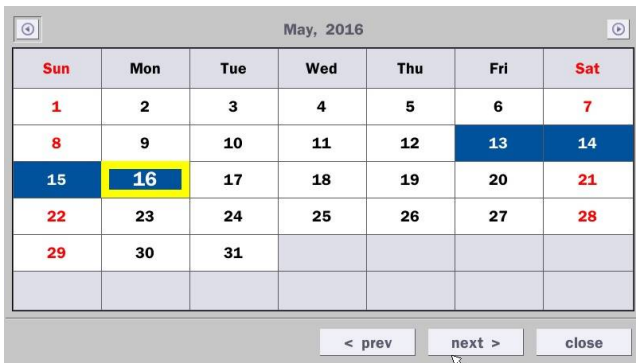 May, 2016
Sun Mon Tue Wed Thu Fri Sat
1 2 3 4 5 6 7
8 9 10 11 12 13 14
15 16 17 18 19 20 21
22 23 24 25 26 27 28
29 30 31
< prev next > close